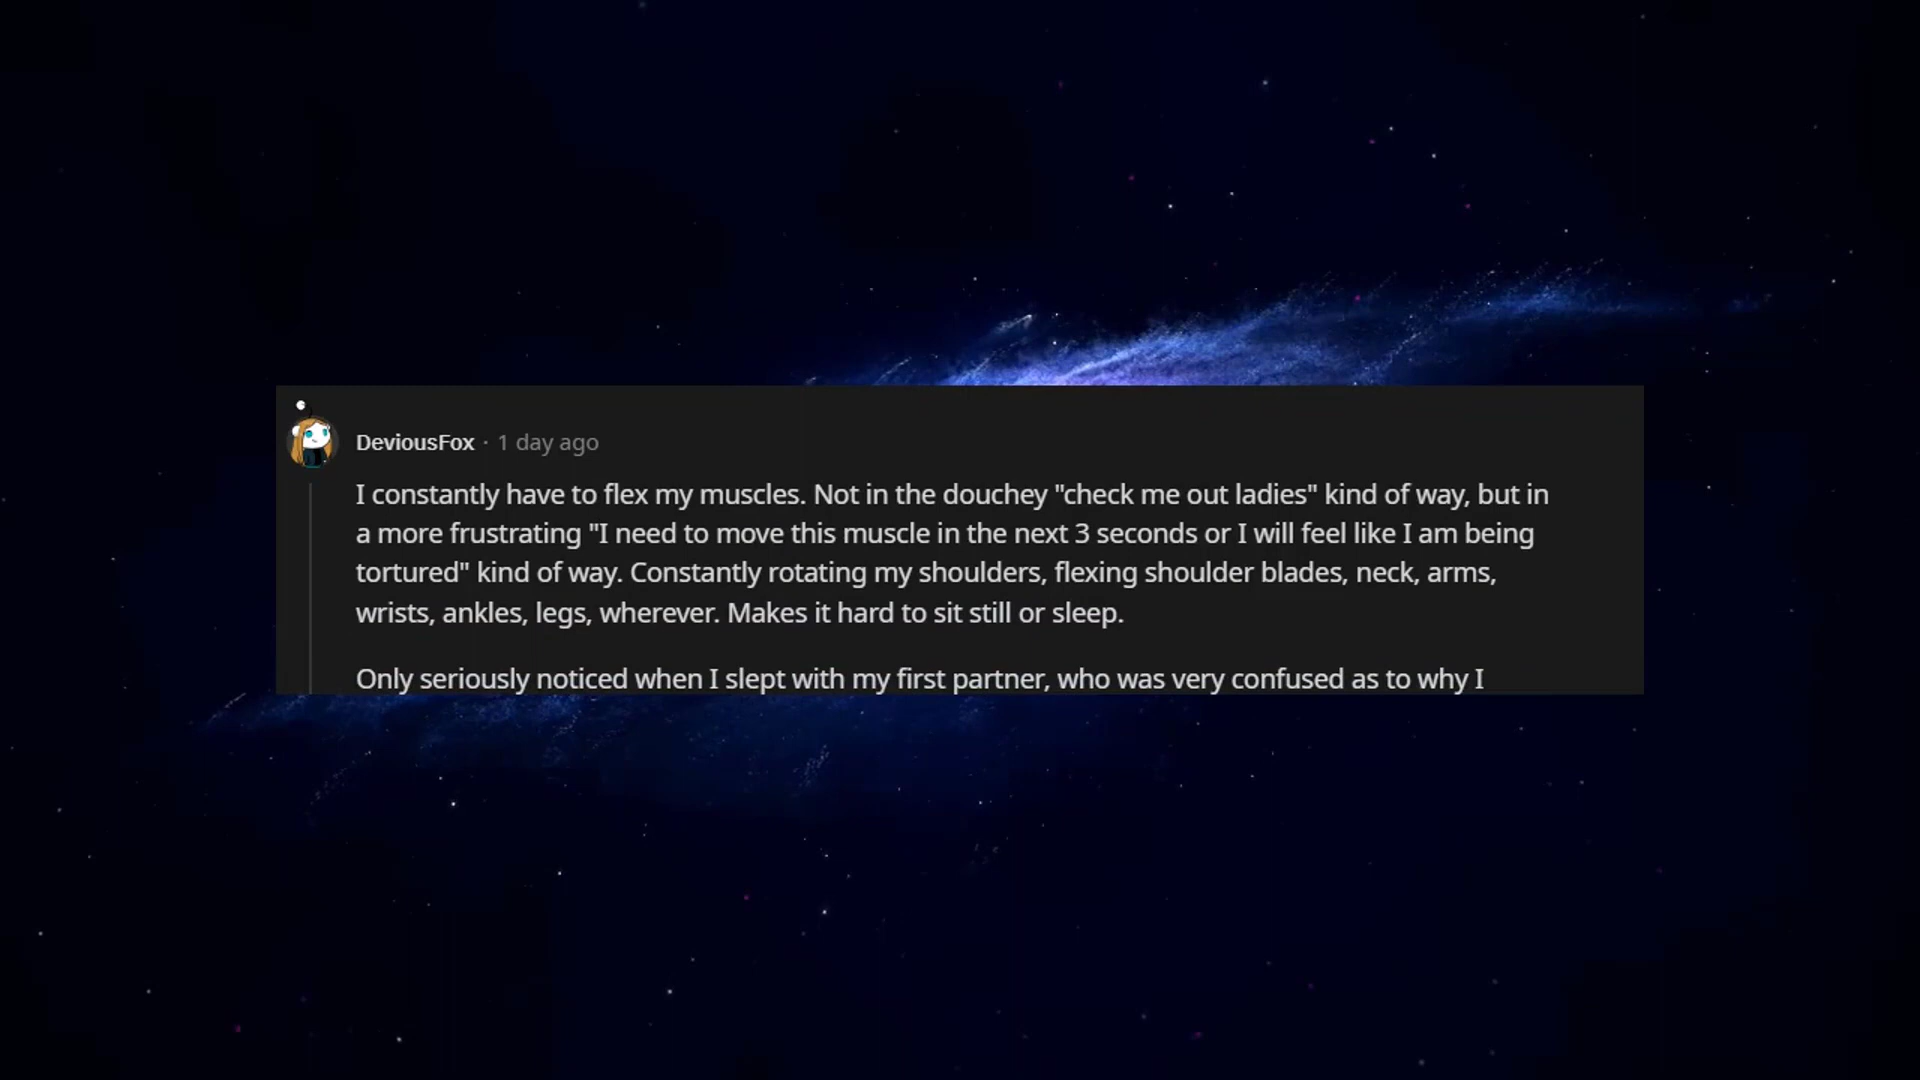 DeviousFox · 1 day ago
I constantly have to flex my muscles. Not in the douchey "check me out ladies" kind of way, but in
a more frustrating "I need to move this muscle in the next 3 seconds or I will feel like I am being
tortured" kind of way. Constantly rotating my shoulders, flexing shoulder blades, neck, arms,
wrists, ankles, legs, wherever. Makes it hard to sit still or sleep.
Only seriously noticed when I slept with my first partner, who was very confused as to why I